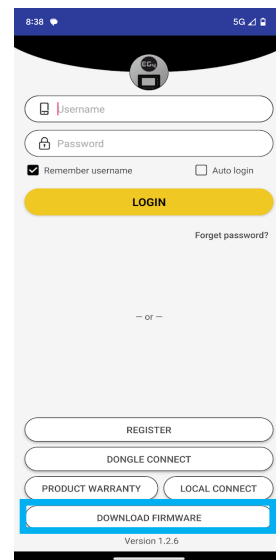 8:38 5G
EG4
Username
Password
Remember username Auto login
LOGIN
Forget password?
— or —
REGISTER
DONGLE CONNECT
PRODUCT WARRANTY LOCAL CONNECT
DOWNLOAD FIRMWARE
Version 1.2.6